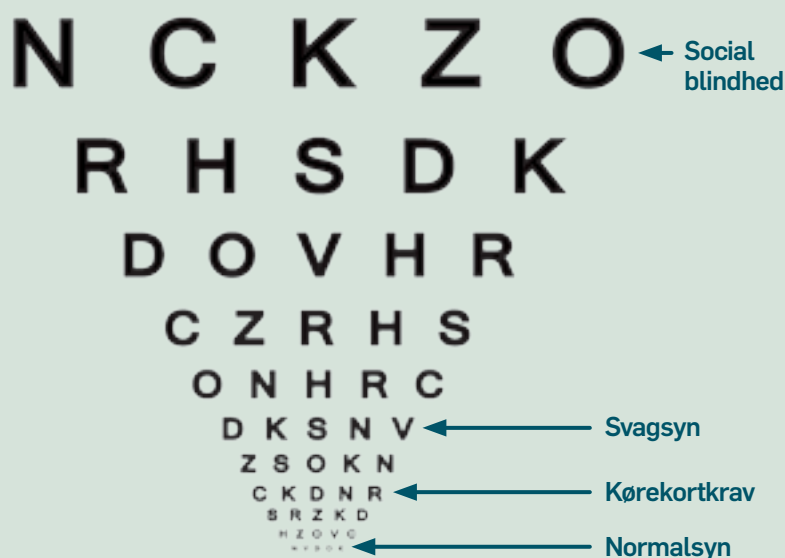 N C K Z O
Social
blindhed
R H S D K
D O V H R
C Z R H S
O N H R C
D K S N V
Svagsyn
Z S O K N
C K D N R
Kørekortkrav
S R Z K D
H Z O V C
Normalsyn